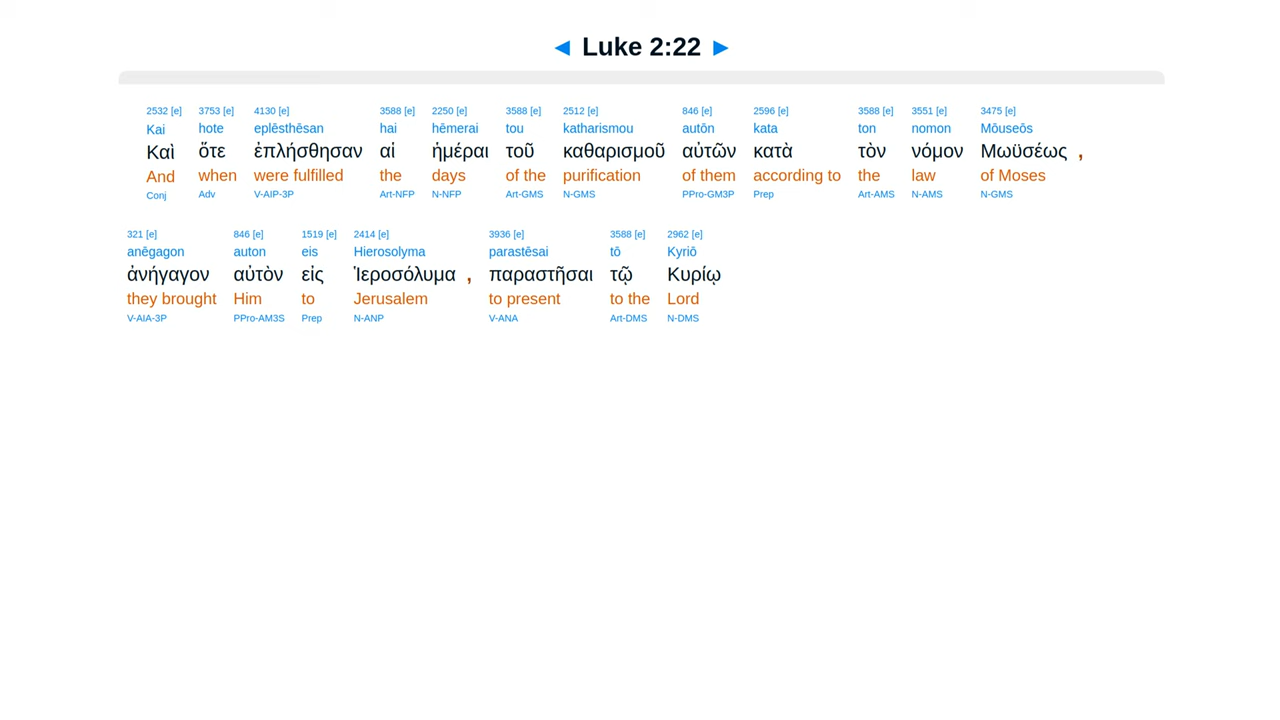 ◄ Luke 2:22 ►
2532 [e] 3753 [e] 4130 [e] 3588 [e] 2250 [e] 3588 [e] 2512 [e] 846 [e] 2596 [e] 3588 [e] 3551 [e] 3475 [e]
Kai hote eplēsthēsan hai hēmerai tou katharismou autōn kata ton nomon Mōuseōs
Καὶ ὅτε ἐπλήσθησαν αἱ ἡμέραι τοῦ καθαρισμοῦ αὐτῶν κατὰ τὸν νόμον Μωϋσέως ,
And when were fulfilled the days of the purification of them according to the law of Moses
Conj Adv V-AIP-3P Art-NFP N-NFP Art-GMS N-GMS PPro-GM3P Prep Art-AMS N-AMS N-GMS
321 [e] 846 [e] 1519 [e] 2414 [e] 3936 [e] 3588 [e] 2962 [e]
anēgagon auton eis Hierosolyma parastēsai tō Kyriō
ἀνήγαγον αὐτὸν εἰς Ἱεροσόλυμα , παραστῆσαι τῷ Κυρίῳ
they brought Him to Jerusalem to present to the Lord
V-AIA-3P PPro-AM3S Prep N-ANP V-ANA Art-DMS N-DMS